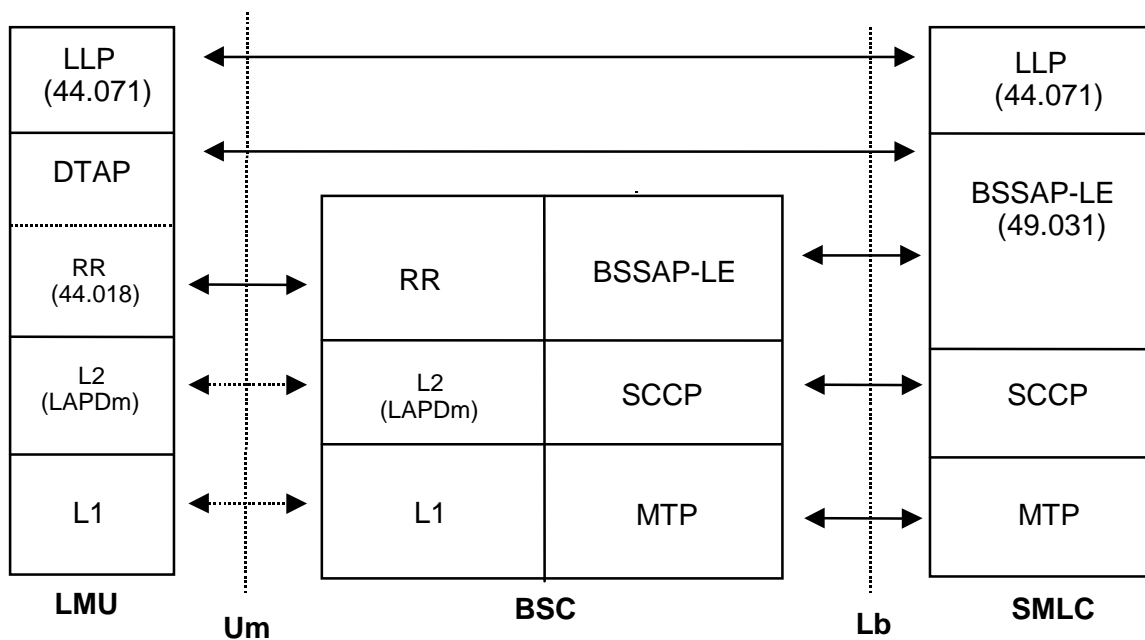 LLP
(44.071)
DTAP
RR
(44.018)
L2
(LAPDm)
L1
LMU
Um
RR
BSSAP-LE
L2
(LAPDm)
SCCP
L1
MTP
BSC
Lb
LLP
(44.071)
BSSAP-LE
(49.031)
SCCP
MTP
SMLC